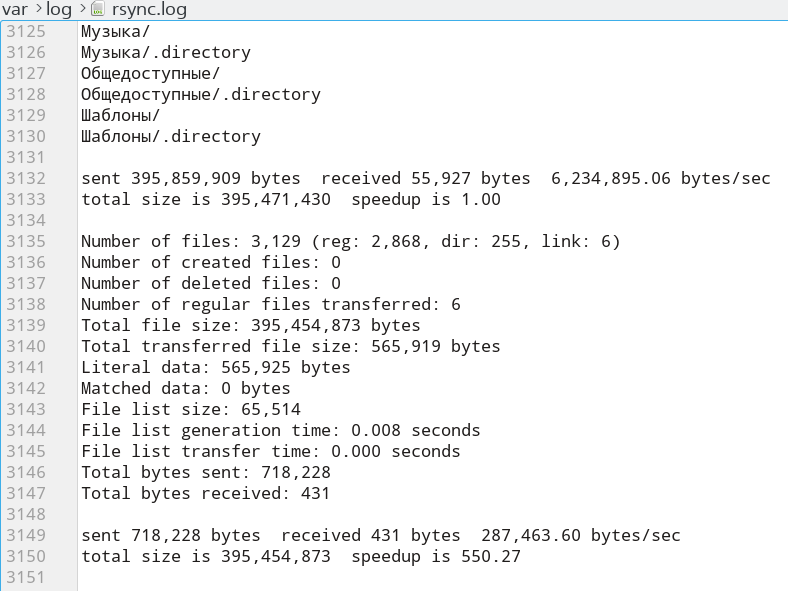 var > log > rsync.log
3125 Музыка/
3126 Музыка/.directory
3127 Общедоступные/
3128 Общедоступные/.directory
3129 Шаблоны/
3130 Шаблоны/.directory
3131
3132 sent 395,859,909 bytes  received 55,927 bytes  6,234,895.06 bytes/sec
3133 total size is 395,471,430  speedup is 1.00
3134
3135 Number of files: 3,129 (reg: 2,868, dir: 255, link: 6)
3136 Number of created files: 0
3137 Number of deleted files: 0
3138 Number of regular files transferred: 6
3139 Total file size: 395,454,873 bytes
3140 Total transferred file size: 565,919 bytes
3141 Literal data: 565,925 bytes
3142 Matched data: 0 bytes
3143 File list size: 65,514
3144 File list generation time: 0.008 seconds
3145 File list transfer time: 0.000 seconds
3146 Total bytes sent: 718,228
3147 Total bytes received: 431
3148
3149 sent 718,228 bytes  received 431 bytes  287,463.60 bytes/sec
3150 total size is 395,454,873  speedup is 550.27
3151